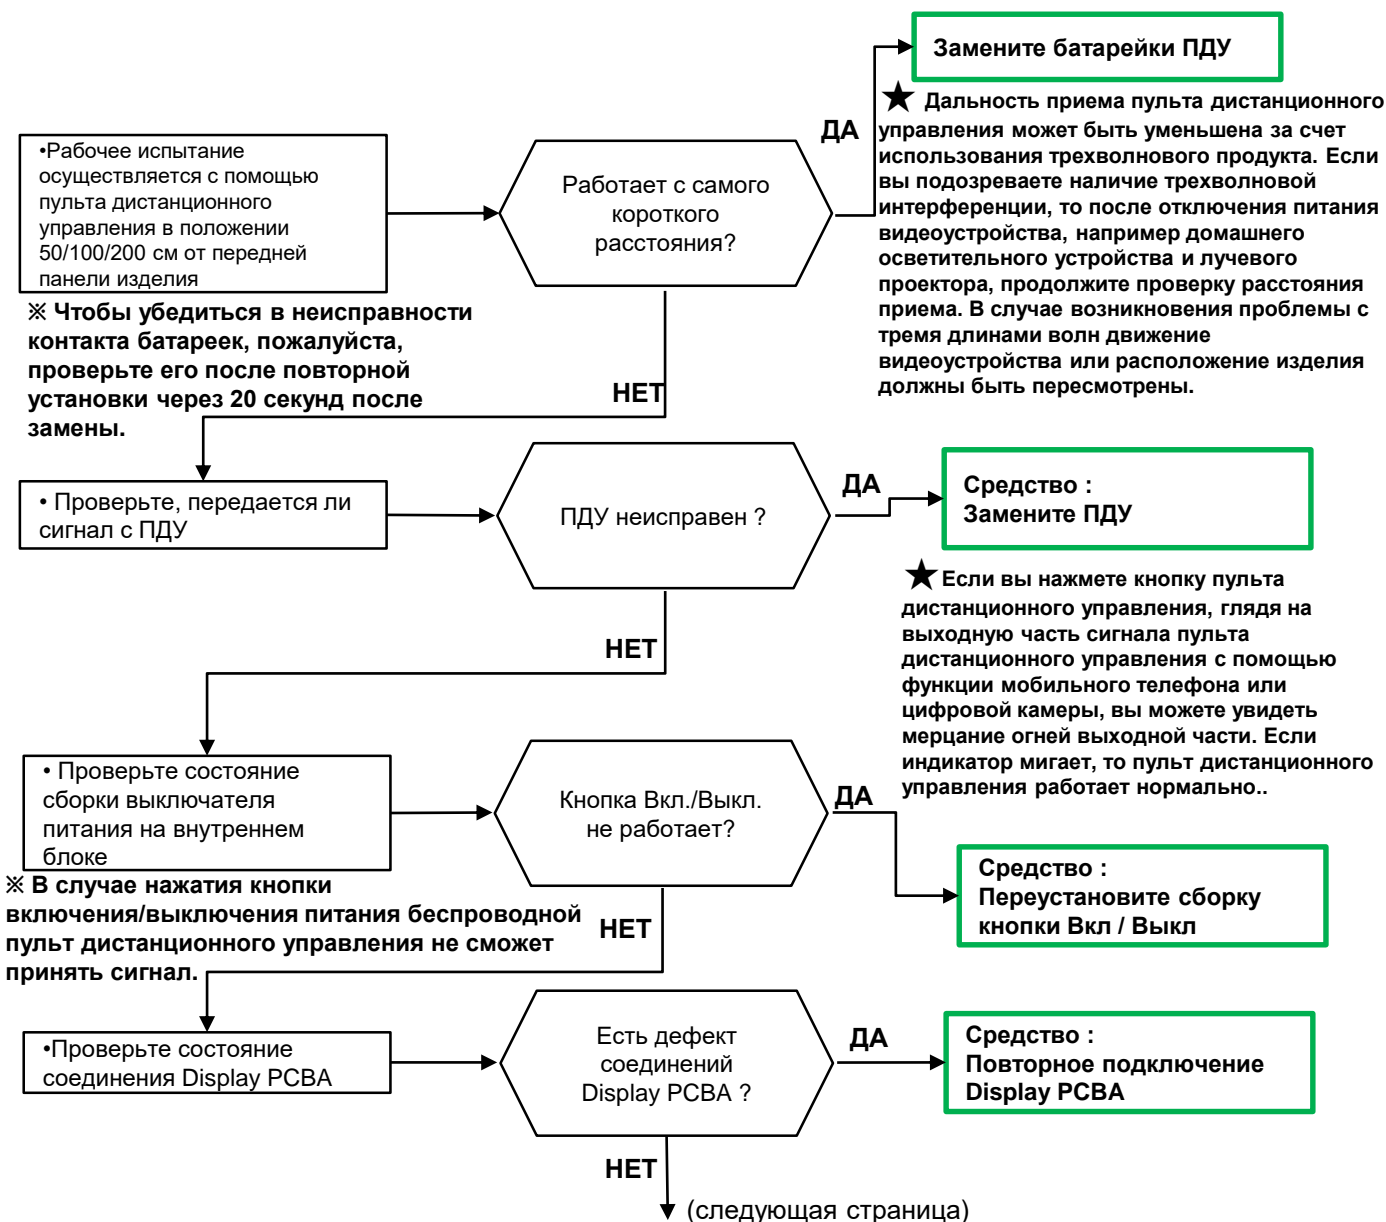 Замените батарейки ПДУ
★ Дальность приема пульта дистанционного
управления может быть уменьшена за счет
использования трехволнового продукта. Если
вы подозреваете наличие трехволновой
интерференции, то после отключения питания
видеоустройства, например домашнего
осветительного устройства и лучевого
проектора, продолжите проверку расстояния
приема. В случае возникновения проблемы с
тремя длинами волн движение
видеоустройства или расположение изделия
должны быть пересмотрены.
ДА
•Рабочее испытание
осуществляется с помощью
пульта дистанционного
управления в положении
50/100/200 см от передней
панели изделия
Работает с самого
короткого
расстояния?
※ Чтобы убедиться в неисправности
контакта батареек, пожалуйста,
проверьте его после повторной
установки через 20 секунд после
замены.
НЕТ
• Проверьте, передается ли
сигнал с ПДУ
ПДУ неисправен ?
ДА
Средство :
Замените ПДУ
★ Если вы нажмете кнопку пульта
дистанционного управления, глядя на
выходную часть сигнала пульта
дистанционного управления с помощью
функции мобильного телефона или
цифровой камеры, вы можете увидеть
мерцание огней выходной части. Если
индикатор мигает, то пульт дистанционного
управления работает нормально..
НЕТ
• Проверьте состояние
сборки выключателя
питания на внутреннем
блоке
Кнопка Вкл./Выкл.
не работает?
ДА
Средство :
Переустановите сборку
кнопки Вкл / Выкл
※ В случае нажатия кнопки
включения/выключения питания беспроводной
пульт дистанционного управления не сможет
принять сигнал.
НЕТ
•Проверьте состояние
соединения Display PCBA
Есть дефект
соединений
Display PCBA ?
ДА
Средство :
Повторное подключение
Display PCBA
НЕТ
(следующая страница)